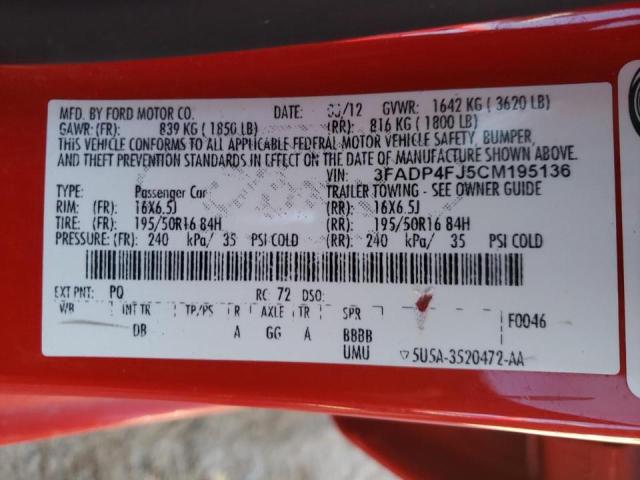 MFD. BY FORD MOTOR CO. DATE: /12 GVWR: 1642 KG ( 3620 LB)
GAWR: (FR): 839 KG ( 1850 LB) (RR): 816 KG ( 1800 LB)
THIS VEHICLE CONFORMS TO ALL APPLICABLE FEDERAL MOTOR VEHICLE SAFETY, BUMPER,
AND THEFT PREVENTION STANDARDS IN EFFECT ON THE DATE OF MANUFACTURE SHOWN ABOVE.
VIN: 3FADP4FJ5CM195136
TYPE: Passenger Car TRAILER TOWING - SEE OWNER GUIDE
RIM: (FR): 16X6.5J (RR): 16X6.5J
TIRE: (FR): 195/50R16 84H (RR): 195/50R16 84H
PRESSURE: (FR): 240 kPa/ 35 PSI COLD (RR): 240 kPa/ 35 PSI COLD
EXT PNT: PQ RC: 72 DSO:
WB INT TR TP/PS R AXLE TR SPR F0046
DB A GG A BBBB
UMU ▽5U5A-3520472-AA